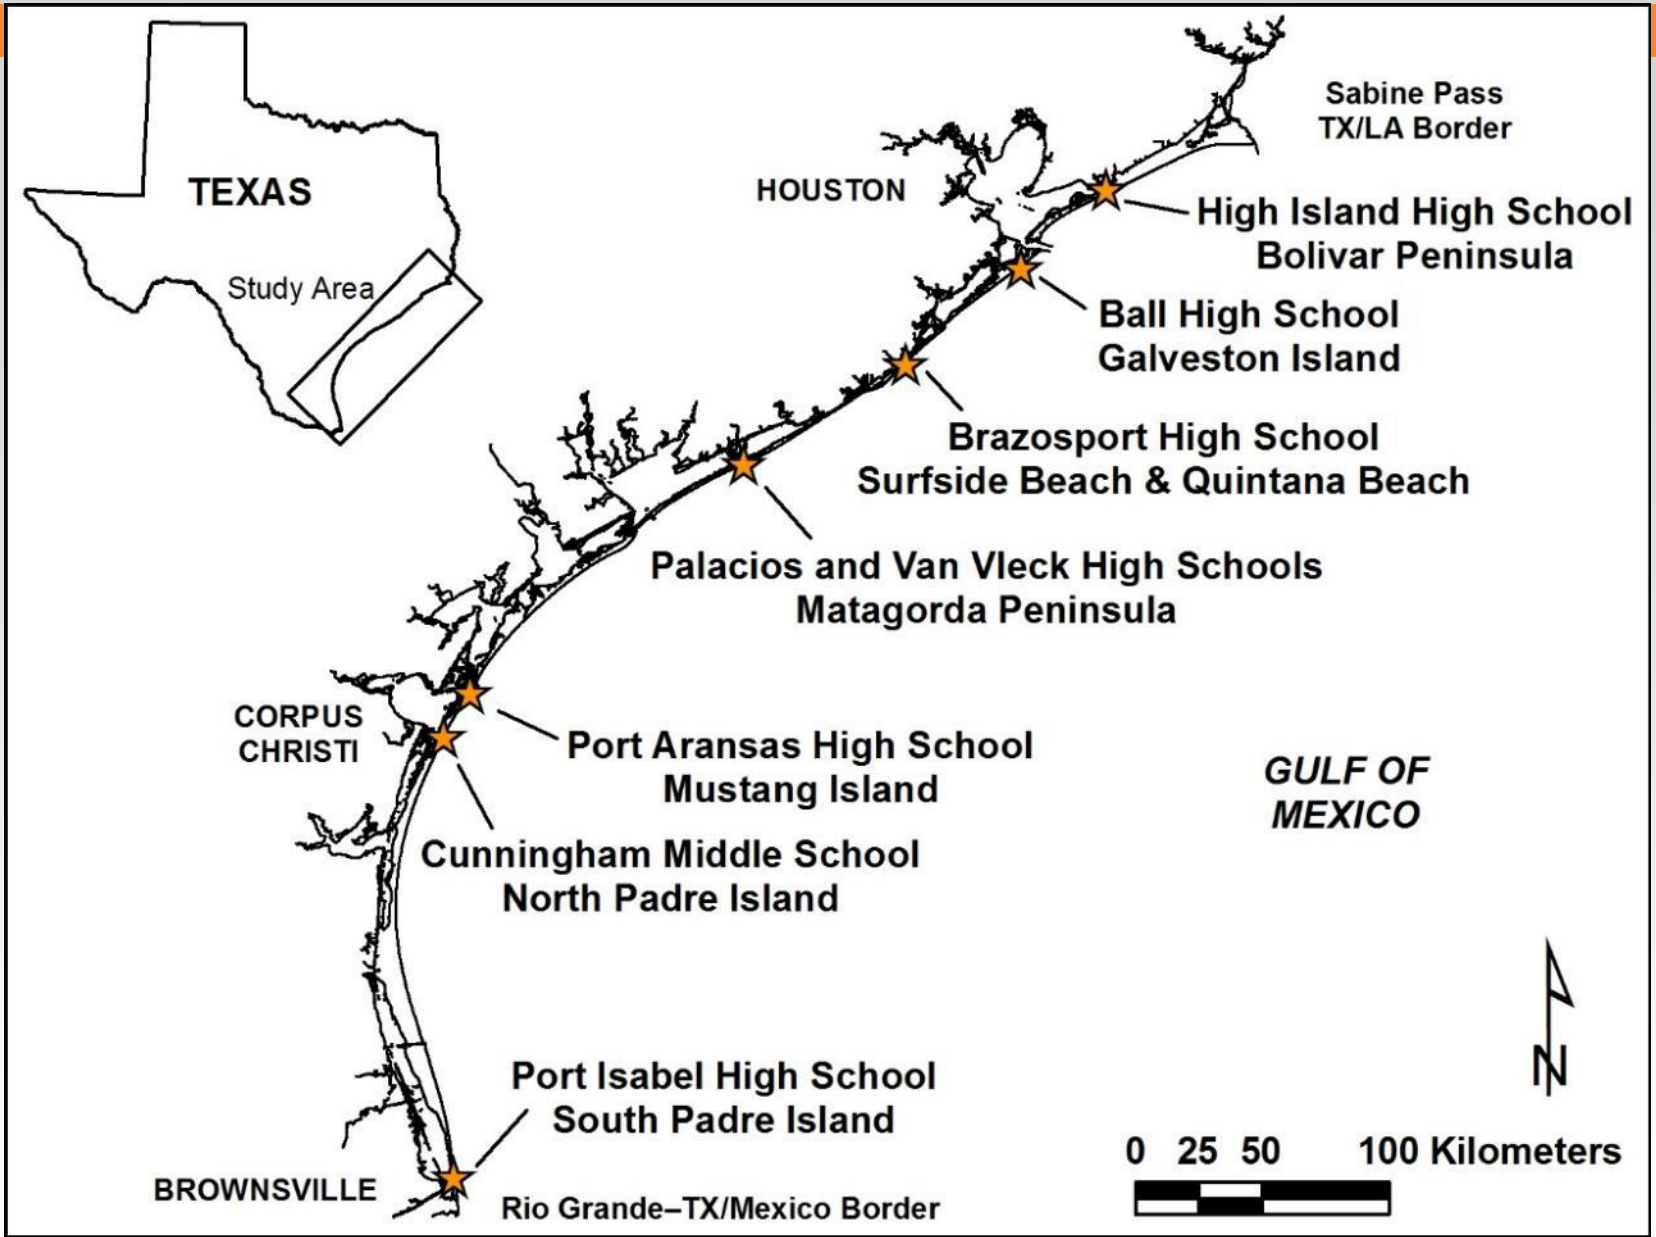 TEXAS
Study Area
Sabine Pass
TX/LA Border
HOUSTON
High Island High School
Bolivar Peninsula
Ball High School
Galveston Island
Brazosport High School
Surfside Beach & Quintana Beach
Palacios and Van Vleck High Schools
Matagorda Peninsula
CORPUS
CHRISTI
Port Aransas High School
Mustang Island
GULF OF
MEXICO
Cunningham Middle School
North Padre Island
Port Isabel High School
South Padre Island
N
0 25 50 100 Kilometers
BROWNSVILLE
Rio Grande–TX/Mexico Border